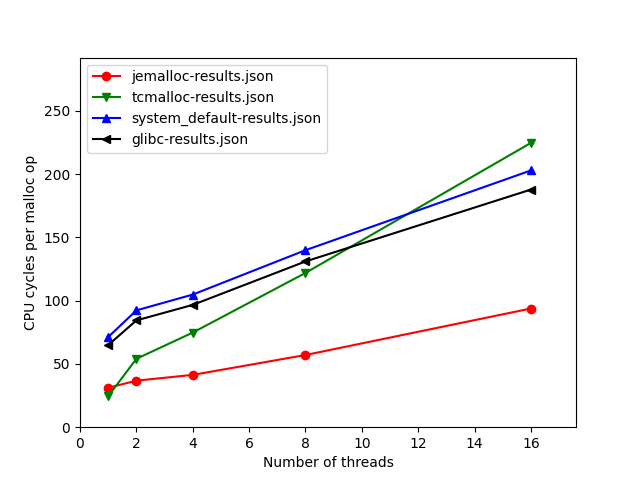 jemalloc-results.json
tcmalloc-results.json
system_default-results.json
glibc-results.json
CPU cycles per malloc op
250
200
150
100
50
0
0 2 4 6 8 10 12 14 16
Number of threads